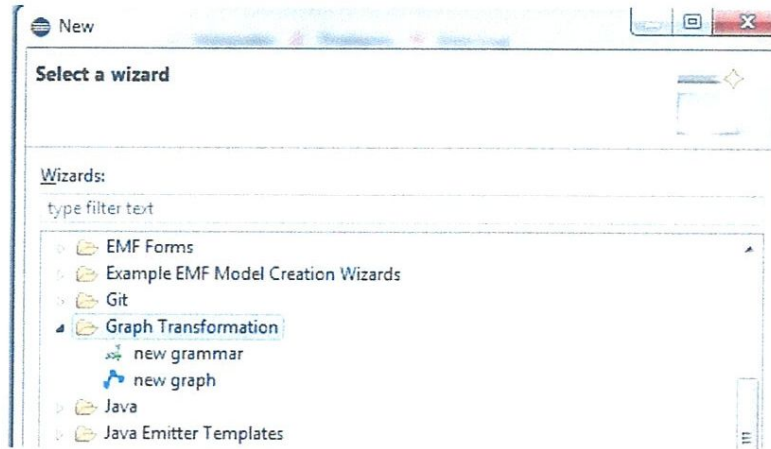 New
Select a wizard
Wizards:
type filter text
EMF Forms
Example EMF Model Creation Wizards
Git
Graph Transformation
new grammar
new graph
Java
Java Emitter Templates